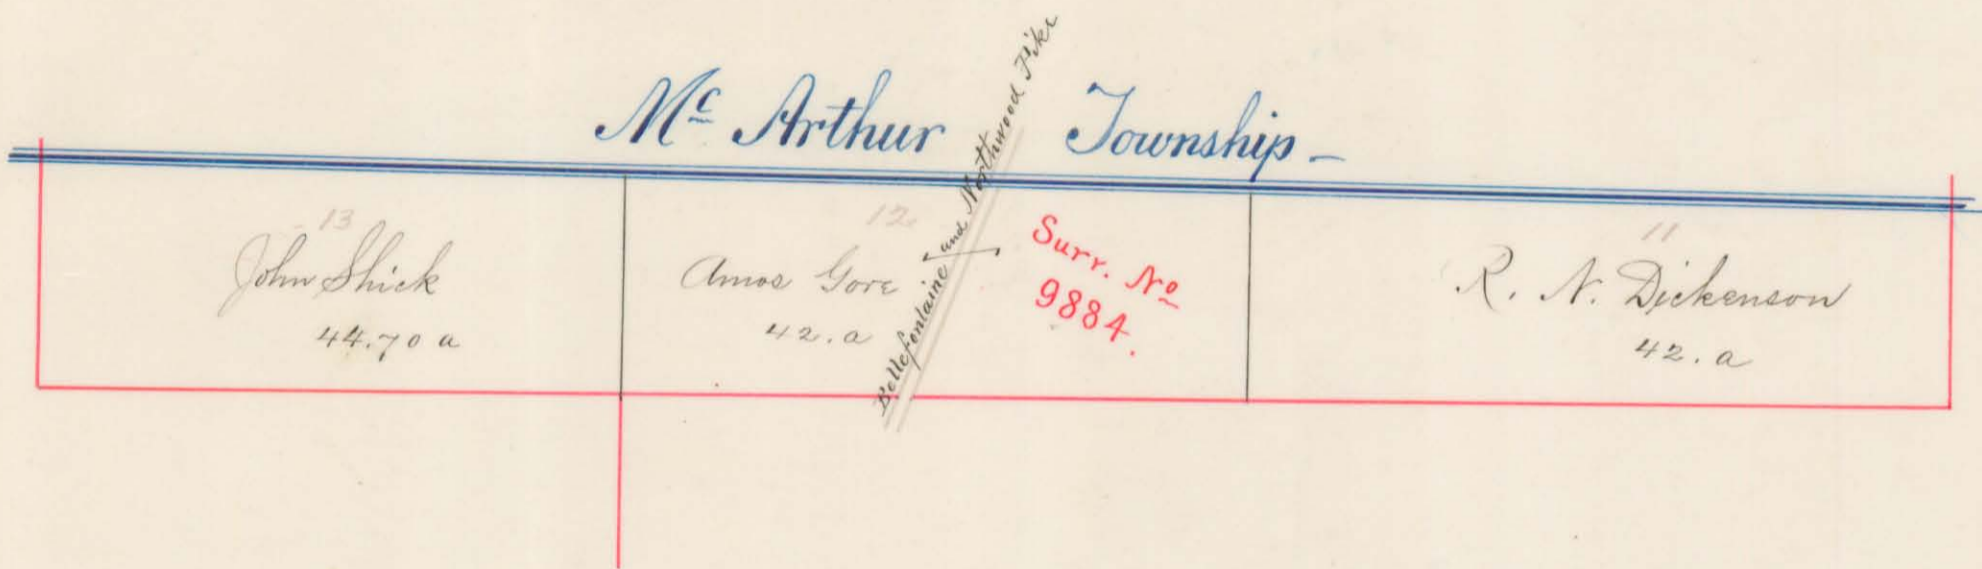 Mc Arthur Township -
Bellefontaine and Northwood Pike
13
John Shick
44.70 a
12
Amos Gore
42. a
Surr. No
9884.
11
R. N. Dickenson
42. a